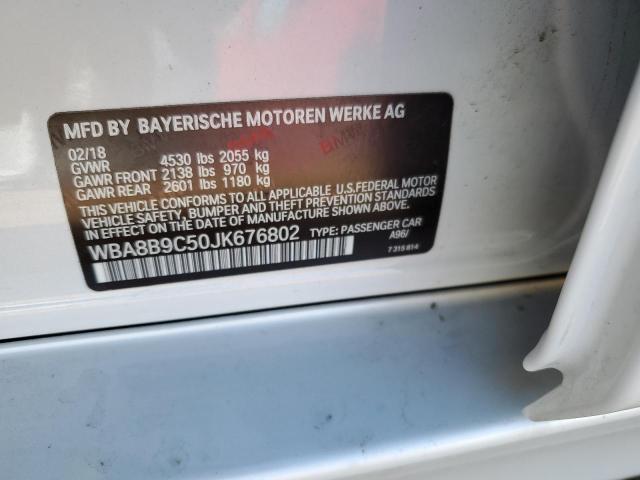 MFD BY BAYERISCHE MOTOREN WERKE AG
02/18
GVWR 4530 lbs 2055 kg
GAWR FRONT 2138 lbs 970 kg
GAWR REAR 2601 lbs 1180 kg
THIS VEHICLE CONFORMS TO ALL APPLICABLE U.S. FEDERAL MOTOR
VEHICLE SAFETY, BUMPER AND THEFT PREVENTION STANDARDS
IN EFFECT ON THE DATE OF MANUFACTURE SHOWN ABOVE.
WBA8B9C50JK676802 TYPE: PASSENGER CAR
A96/
7 315 814